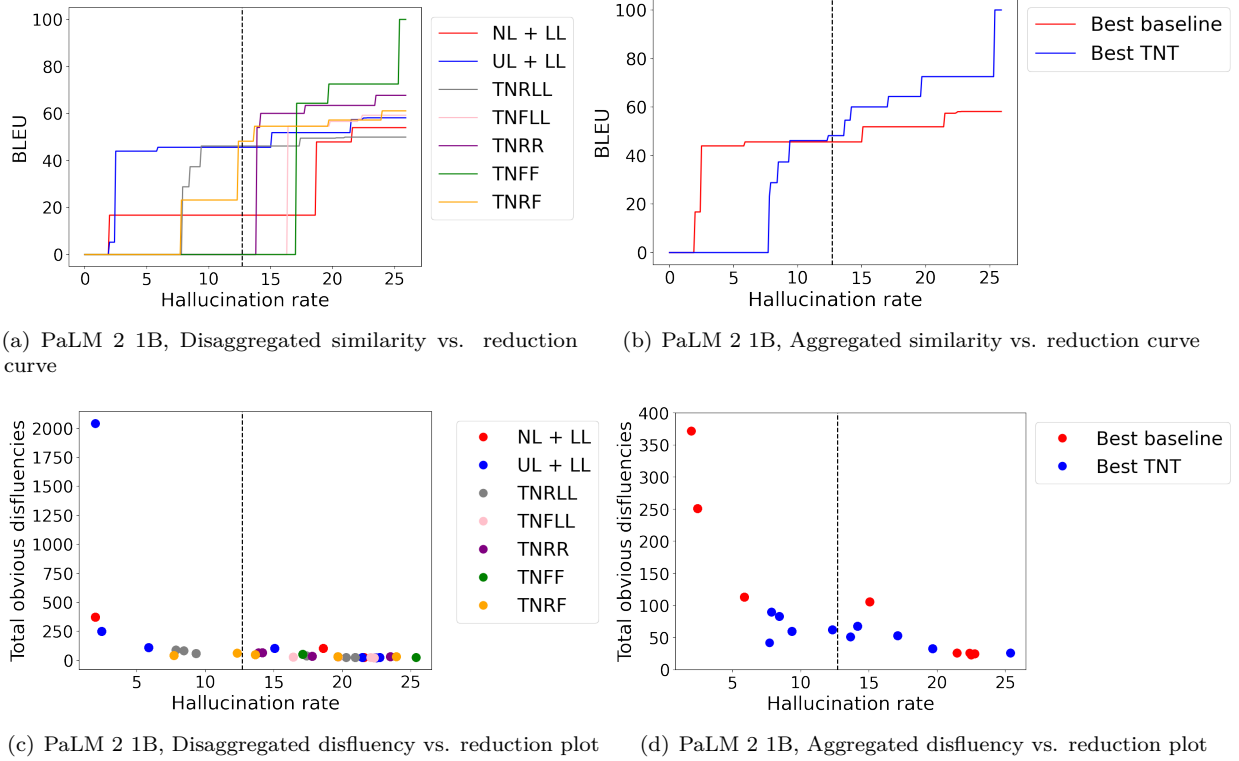 100
80
60
40
20
0
BLEU
0 5 10 15 20 25
Hallucination rate
NL + LL
UL + LL
TNRLL
TNFLL
TNRR
TNFF
TNRF
(a) PaLM 2 1B, Disaggregated similarity vs. reduction
curve
100
80
60
40
20
0
BLEU
0 5 10 15 20 25
Hallucination rate
Best baseline
Best TNT
(b) PaLM 2 1B, Aggregated similarity vs. reduction curve
2000
1750
1500
1250
1000
750
500
250
0
Total obvious disfluencies
5 10 15 20 25
Hallucination rate
NL + LL
UL + LL
TNRLL
TNFLL
TNRR
TNFF
TNRF
(c) PaLM 2 1B, Disaggregated disfluency vs. reduction plot
400
350
300
250
200
150
100
50
0
Total obvious disfluencies
5 10 15 20 25
Hallucination rate
Best baseline
Best TNT
(d) PaLM 2 1B, Aggregated disfluency vs. reduction plot